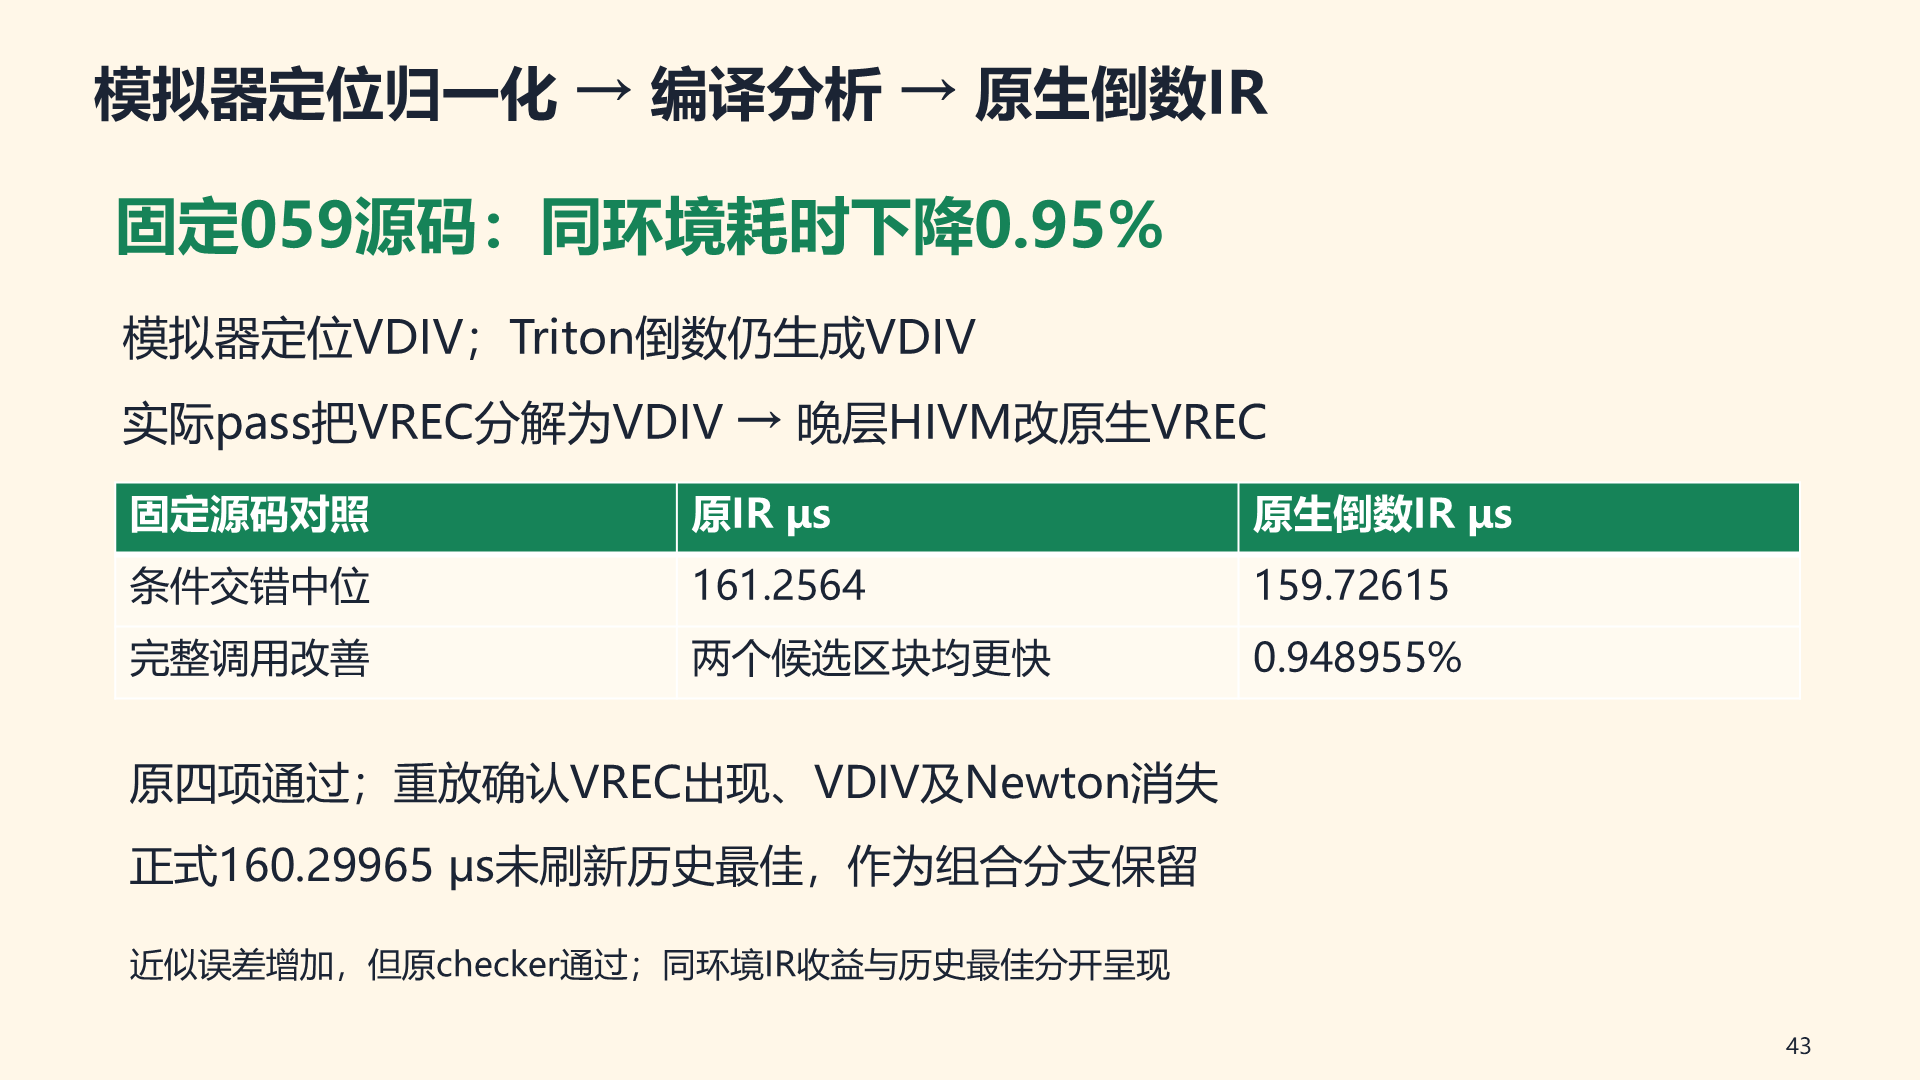 模拟器定位归一化 → 编译分析 → 原生倒数IR
固定059源码：同环境耗时下降0.95%
模拟器定位VDIV；Triton倒数仍生成VDIV
实际pass把VREC分解为VDIV → 晚层HIVM改原生VREC
固定源码对照 原IR μs 原生倒数IR μs
条件交错中位 161.2564 159.72615
完整调用改善 两个候选区块均更快 0.948955%
原四项通过；重放确认VREC出现、VDIV及Newton消失
正式160.29965 μs未刷新历史最佳，作为组合分支保留
近似误差增加，但原checker通过；同环境IR收益与历史最佳分开呈现
43